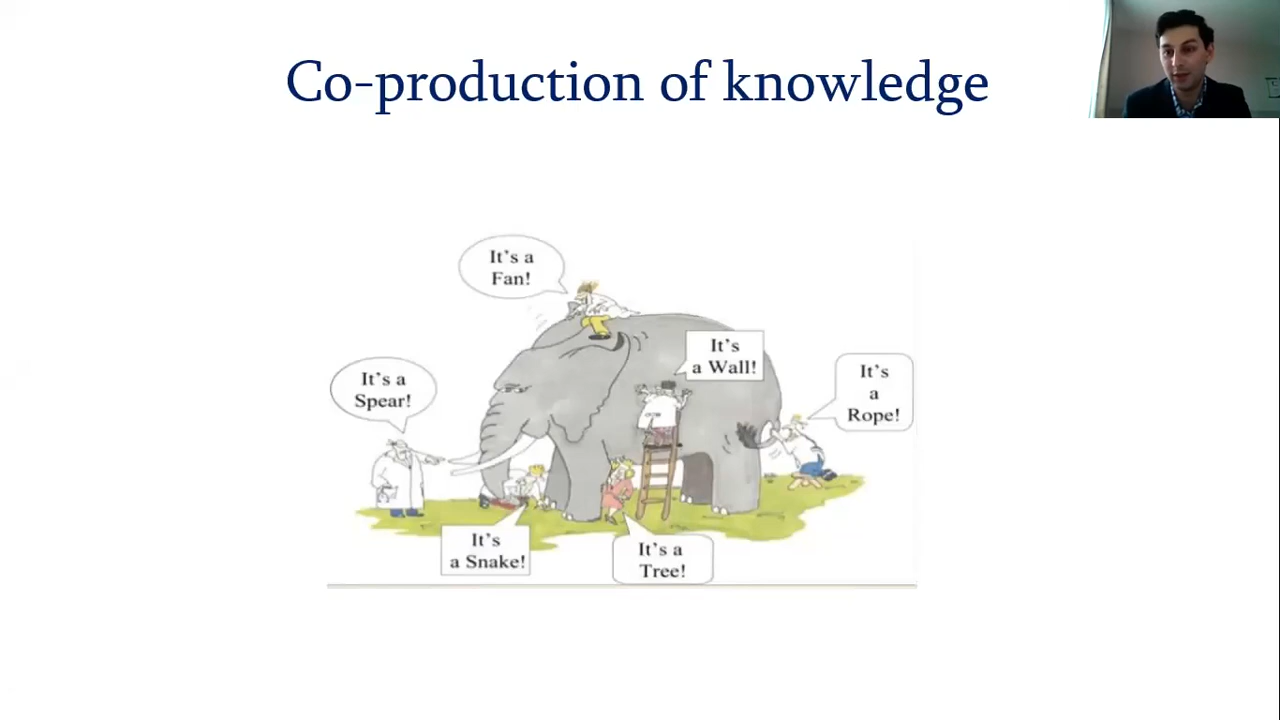 Co-production of knowledge
It's a
Fan!
It's
a Wall!
It's a
Spear!
It's
a
Rope!
It's
a Snake!
It's a
Tree!